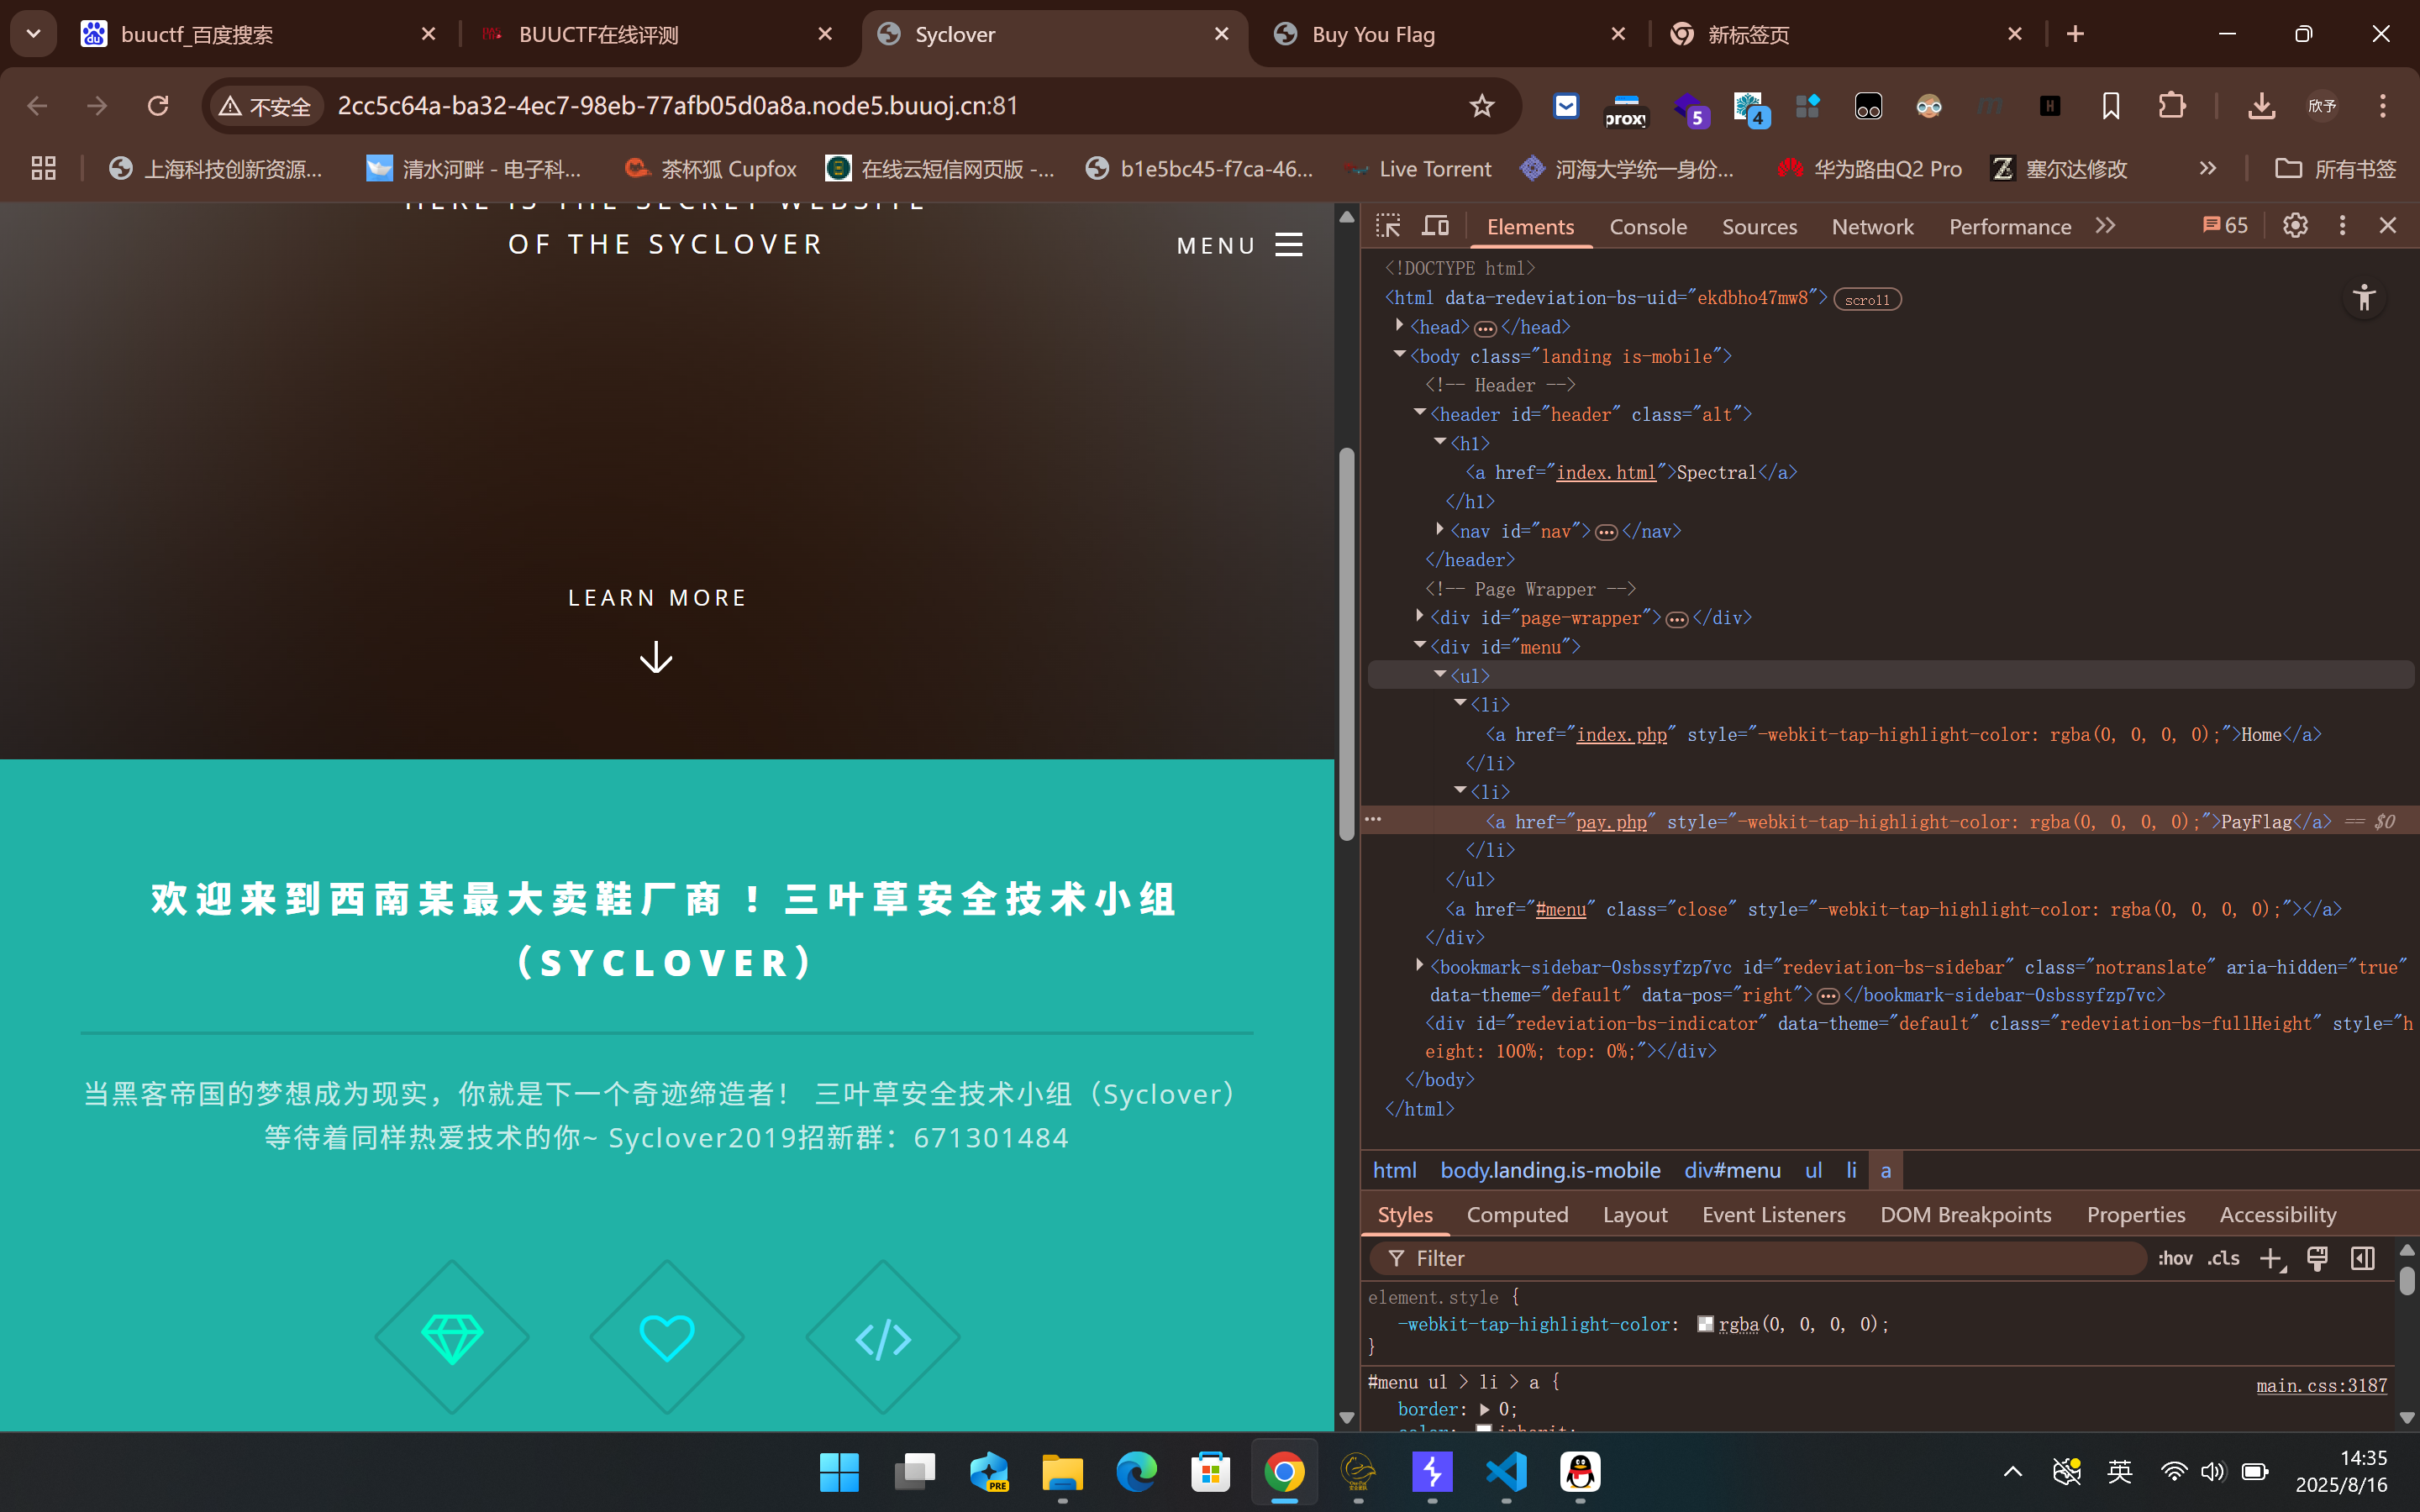 buuctf_百度搜索
BUUCTF在线评测
Syclover
Buy You Flag
新标签页
不安全
2cc5c64a-ba32-4ec7-98eb-77afb05d0a8a.node5.buuoj.cn:81
proxy
5
4
H
欣予
上海科技创新资源...
清水河畔 - 电子科...
茶杯狐 Cupfox
在线云短信网页版 -...
b1e5bc45-f7ca-46...
Live Torrent
河海大学统一身份...
华为路由Q2 Pro
塞尔达修改
所有书签
HERE IS THE SECRET WEBSITE
OF THE SYCLOVER
MENU
LEARN MORE
欢迎来到西南某最大卖鞋厂商 ！三叶草安全技术小组
（SYCLOVER）
当黑客帝国的梦想成为现实，你就是下一个奇迹缔造者！ 三叶草安全技术小组（Syclover）
等待着同样热爱技术的你~ Syclover2019招新群：671301484
Elements
Console
Sources
Network
Performance
65
<!DOCTYPE html>
<html data-redeviation-bs-uid="ekdbho47mw8"> scroll
<head> ••• </head>
<body class="landing is-mobile">
<!-- Header -->
<header id="header" class="alt">
<h1>
<a href="index.html">Spectral</a>
</h1>
<nav id="nav"> ••• </nav>
</header>
<!-- Page Wrapper -->
<div id="page-wrapper"> ••• </div>
<div id="menu">
<ul>
<li>
<a href="index.php" style="-webkit-tap-highlight-color: rgba(0, 0, 0, 0);">Home</a>
</li>
<li>
••• <a href="pay.php" style="-webkit-tap-highlight-color: rgba(0, 0, 0, 0);">PayFlag</a> == $0
</li>
</ul>
<a href="#menu" class="close" style="-webkit-tap-highlight-color: rgba(0, 0, 0, 0);"></a>
</div>
<bookmark-sidebar-0sbssyfzp7vc id="redeviation-bs-sidebar" class="notranslate" aria-hidden="true"
data-theme="default" data-pos="right"> ••• </bookmark-sidebar-0sbssyfzp7vc>
<div id="redeviation-bs-indicator" data-theme="default" class="redeviation-bs-fullHeight" style="h
eight: 100%; top: 0%;"></div>
</body>
</html>
html
body.landing.is-mobile
div#menu
ul
li
a
Styles
Computed
Layout
Event Listeners
DOM Breakpoints
Properties
Accessibility
Filter
:hov
.cls
element.style {
-webkit-tap-highlight-color: rgba(0, 0, 0, 0);
}
#menu ul > li > a {
main.css:3187
border: 0;
color: inherit;
PRE
英
14:35
2025/8/16